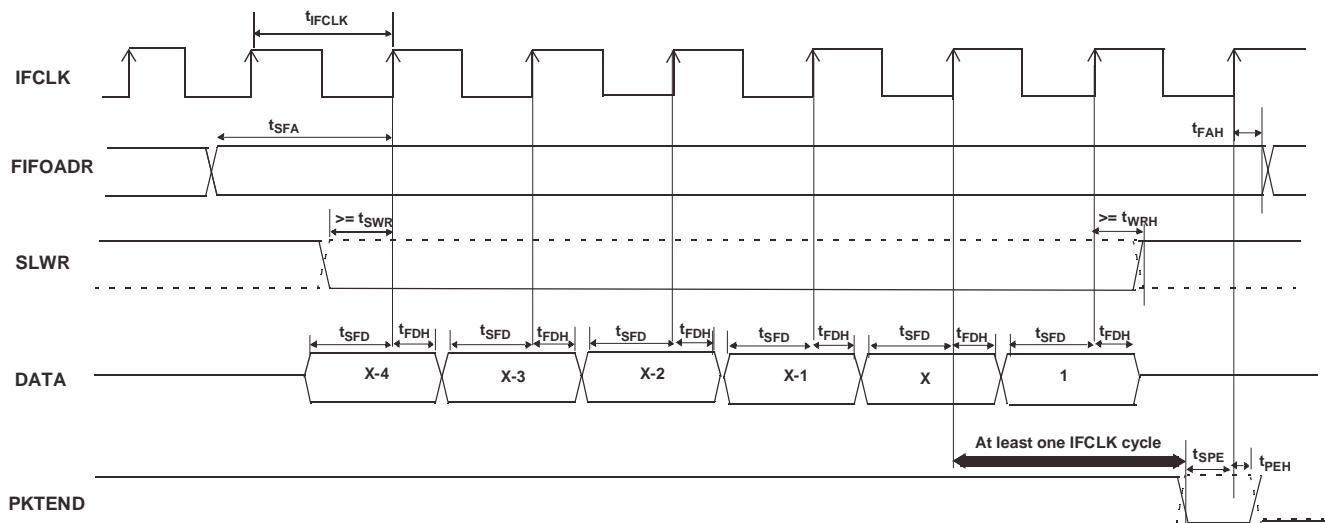 tIFCLK
IFCLK
tSFA
tFAH
FIFOADR
>= tSWR
>= tWRH
SLWR
tSFD tFDH tSFD tFDH tSFD tFDH tSFD tFDH tSFD tFDH tSFD tFDH
DATA X-4 X-3 X-2 X-1 X 1
At least one IFCLK cycle
tSPE tPEH
PKTEND